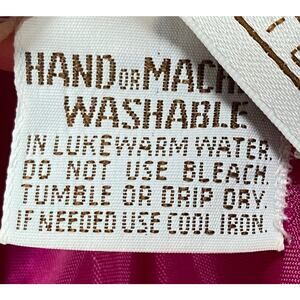 HAND OR MACHI
WASHABLE
IN LUKEWARM WATER.
DO NOT USE BLEACH.
TUMBLE OR DRIP DRY.
IF NEEDED USE COOL IRON.